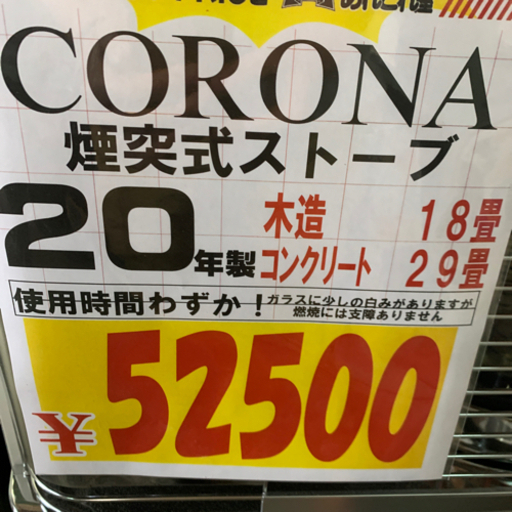 CORONA
煙突式ストーブ
20年製
木造 18畳
コンクリート 29畳
使用時間わずか！
ガラスに少しの白みがありますが
燃焼には支障ありません
¥52500